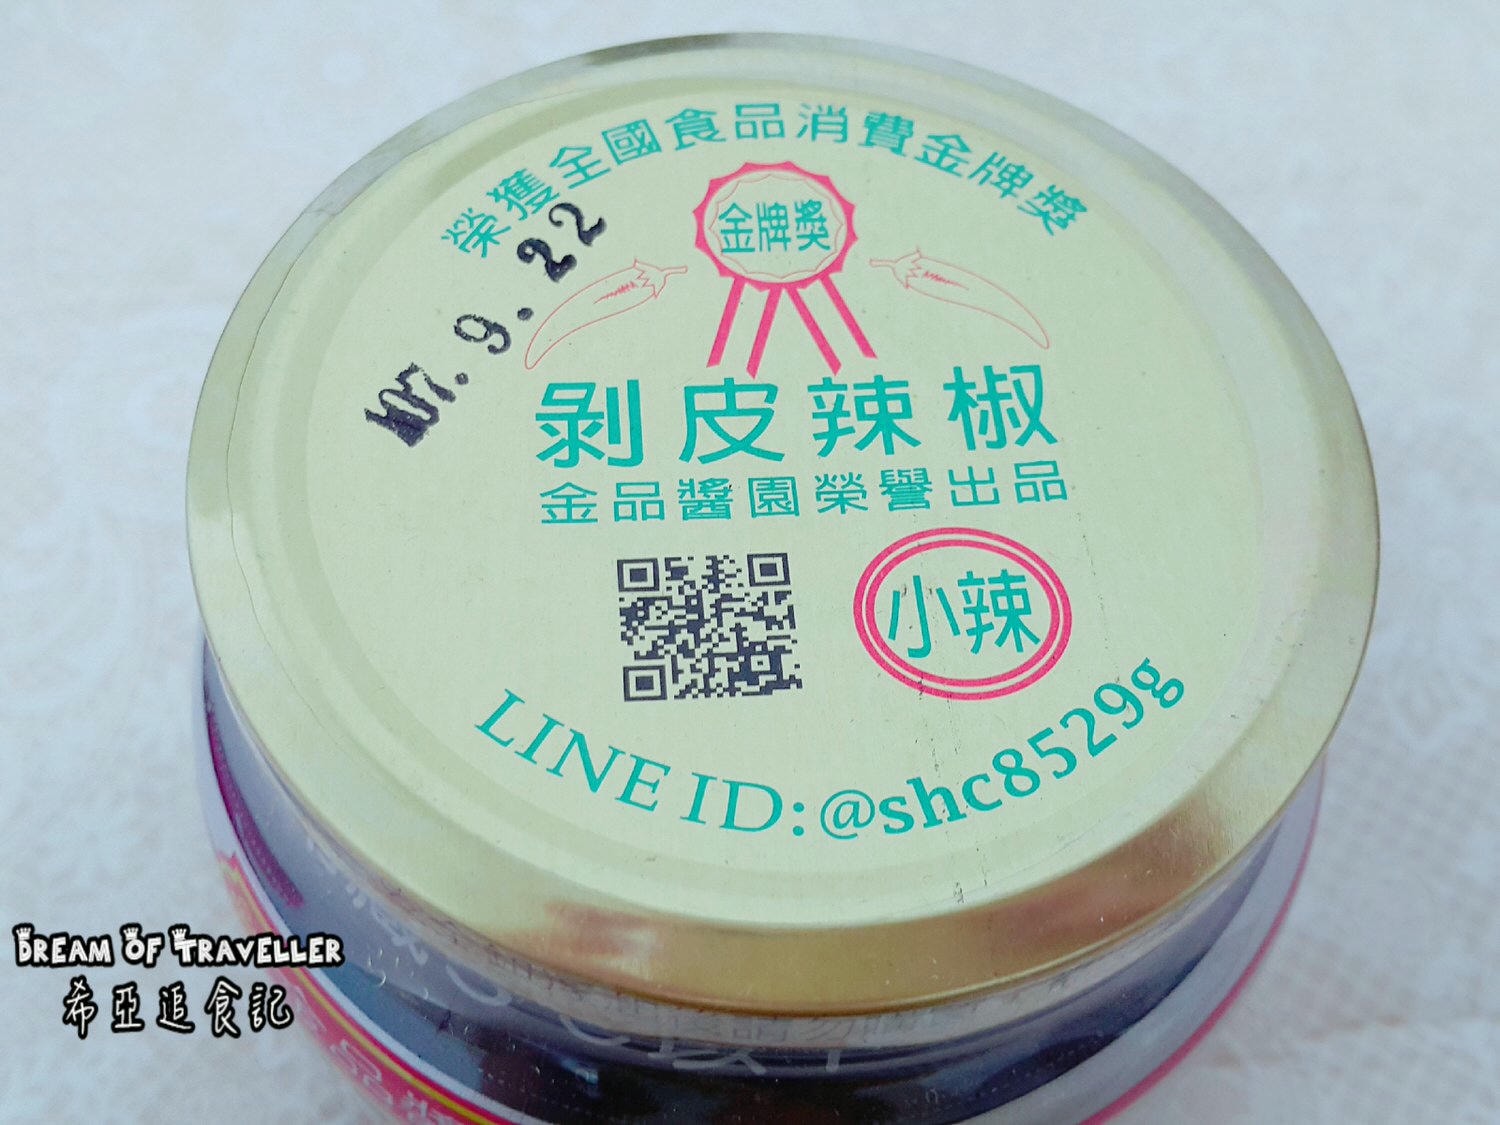 榮獲全國食品消費金牌獎
金牌獎
107.9.22
剥皮辣椒
金品醬園榮譽出品
小辣
LINE ID:@shc8529g
DREAM OF TRAVELLER
希亞追食記
品